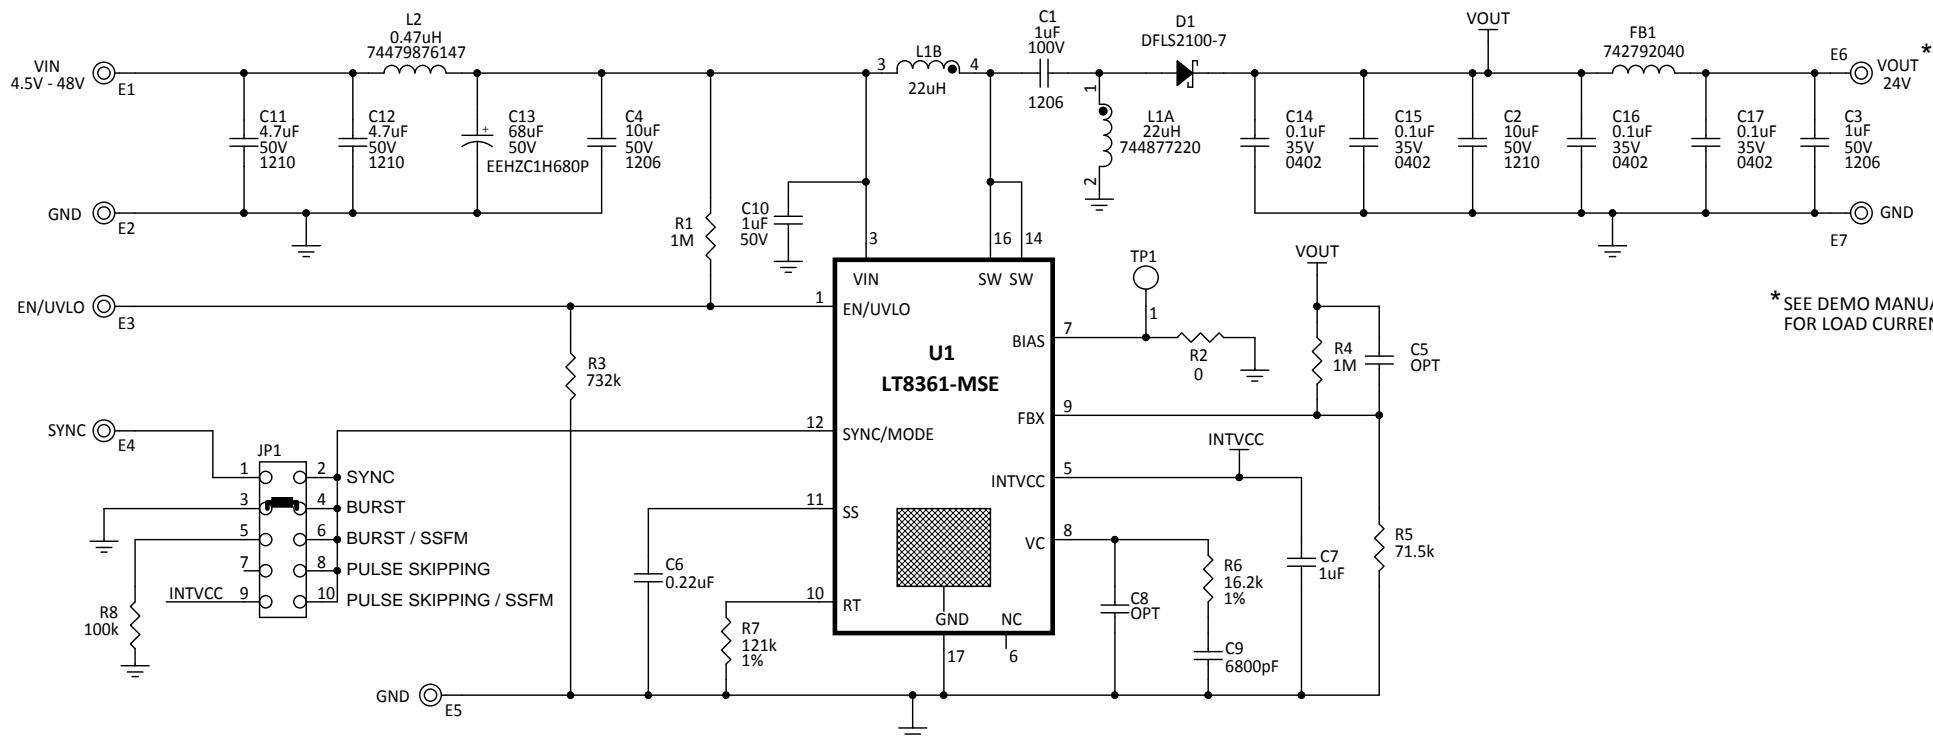 L2
0.47uH
74479876147
VIN
4.5V - 48V
E1
C11
4.7uF
50V
1210
C12
4.7uF
50V
1210
+
C13
68uF
50V
EEHZC1H680P
C4
10uF
50V
1206
GND
E2
L1B
3
4
22uH
C1
1uF
100V
1206
D1
DFLS2100-7
1
L1A
22uH
744877220
2
VOUT
FB1
742792040
E6
VOUT *
24V
C14
0.1uF
35V
0402
C15
0.1uF
35V
0402
C2
10uF
50V
1210
C16
0.1uF
35V
0402
C17
0.1uF
35V
0402
C3
1uF
50V
1206
GND
E7
R1
1M
C10
1uF
50V
3
16
14
VIN
SW
SW
EN/UVLO
E3
1
EN/UVLO
U1
LT8361-MSE
TP1
1
7
BIAS
R2
0
VOUT
R4
1M
C5
OPT
* SEE DEMO MANUA
FOR LOAD CURREN
R3
732k
9
FBX
SYNC
E4
12
SYNC/MODE
INTVCC
5
INTVCC
JP1
1
2
SYNC
3
4
BURST
5
6
BURST / SSFM
7
8
PULSE SKIPPING
INTVCC
9
10
PULSE SKIPPING / SSFM
R8
100k
11
SS
C6
0.22uF
8
VC
R6
16.2k
1%
C7
1uF
R5
71.5k
10
RT
R7
121k
1%
C8
OPT
C9
6800pF
GND
NC
17
6
GND
E5